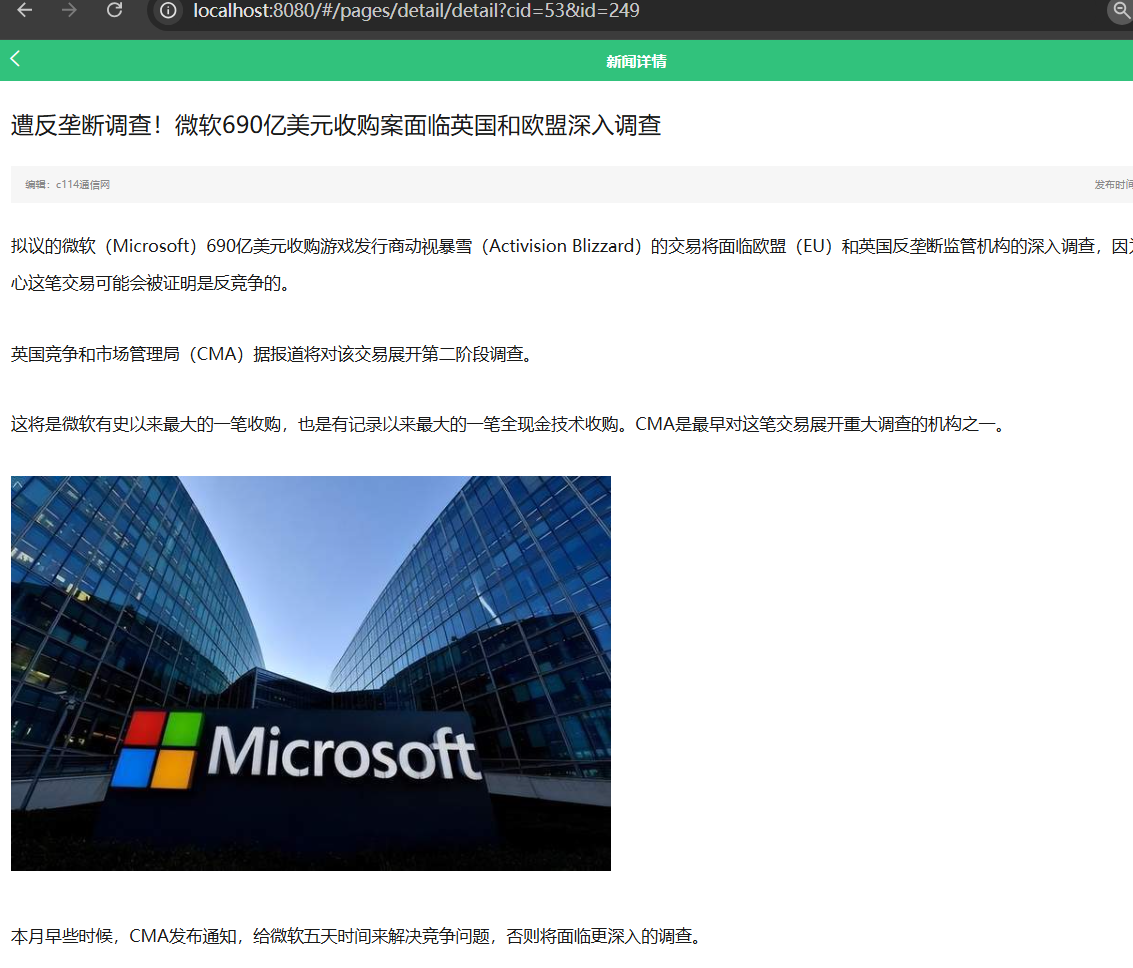 localhost:8080/#/pages/detail/detail?cid=53&id=249
新闻详情
遭反垄断调查！微软690亿美元收购案面临英国和欧盟深入调查
编辑：c114通信网
发布时间
拟议的微软（Microsoft）690亿美元收购游戏发行商动视暴雪（Activision Blizzard）的交易将面临欧盟（EU）和英国反垄断监管机构的深入调查，因
心这笔交易可能会被证明是反竞争的。
英国竞争和市场管理局（CMA）据报道将对该交易展开第二阶段调查。
这将是微软有史以来最大的一笔收购，也是有记录以来最大的一笔全现金技术收购。CMA是最早对这笔交易展开重大调查的机构之一。
Microsoft
本月早些时候，CMA发布通知，给微软五天时间来解决竞争问题，否则将面临更深入的调查。